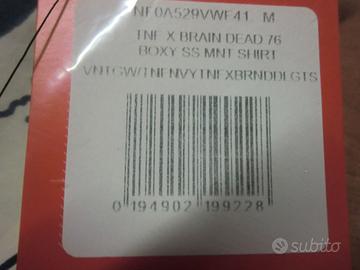 NF0A529VWF41 M
TNF X BRAIN DEAD 76
BOXY SS MNT SHIRT
VNTGW/TNFNVYTNFXBRNDDLGTS
0 194902 199228
subito